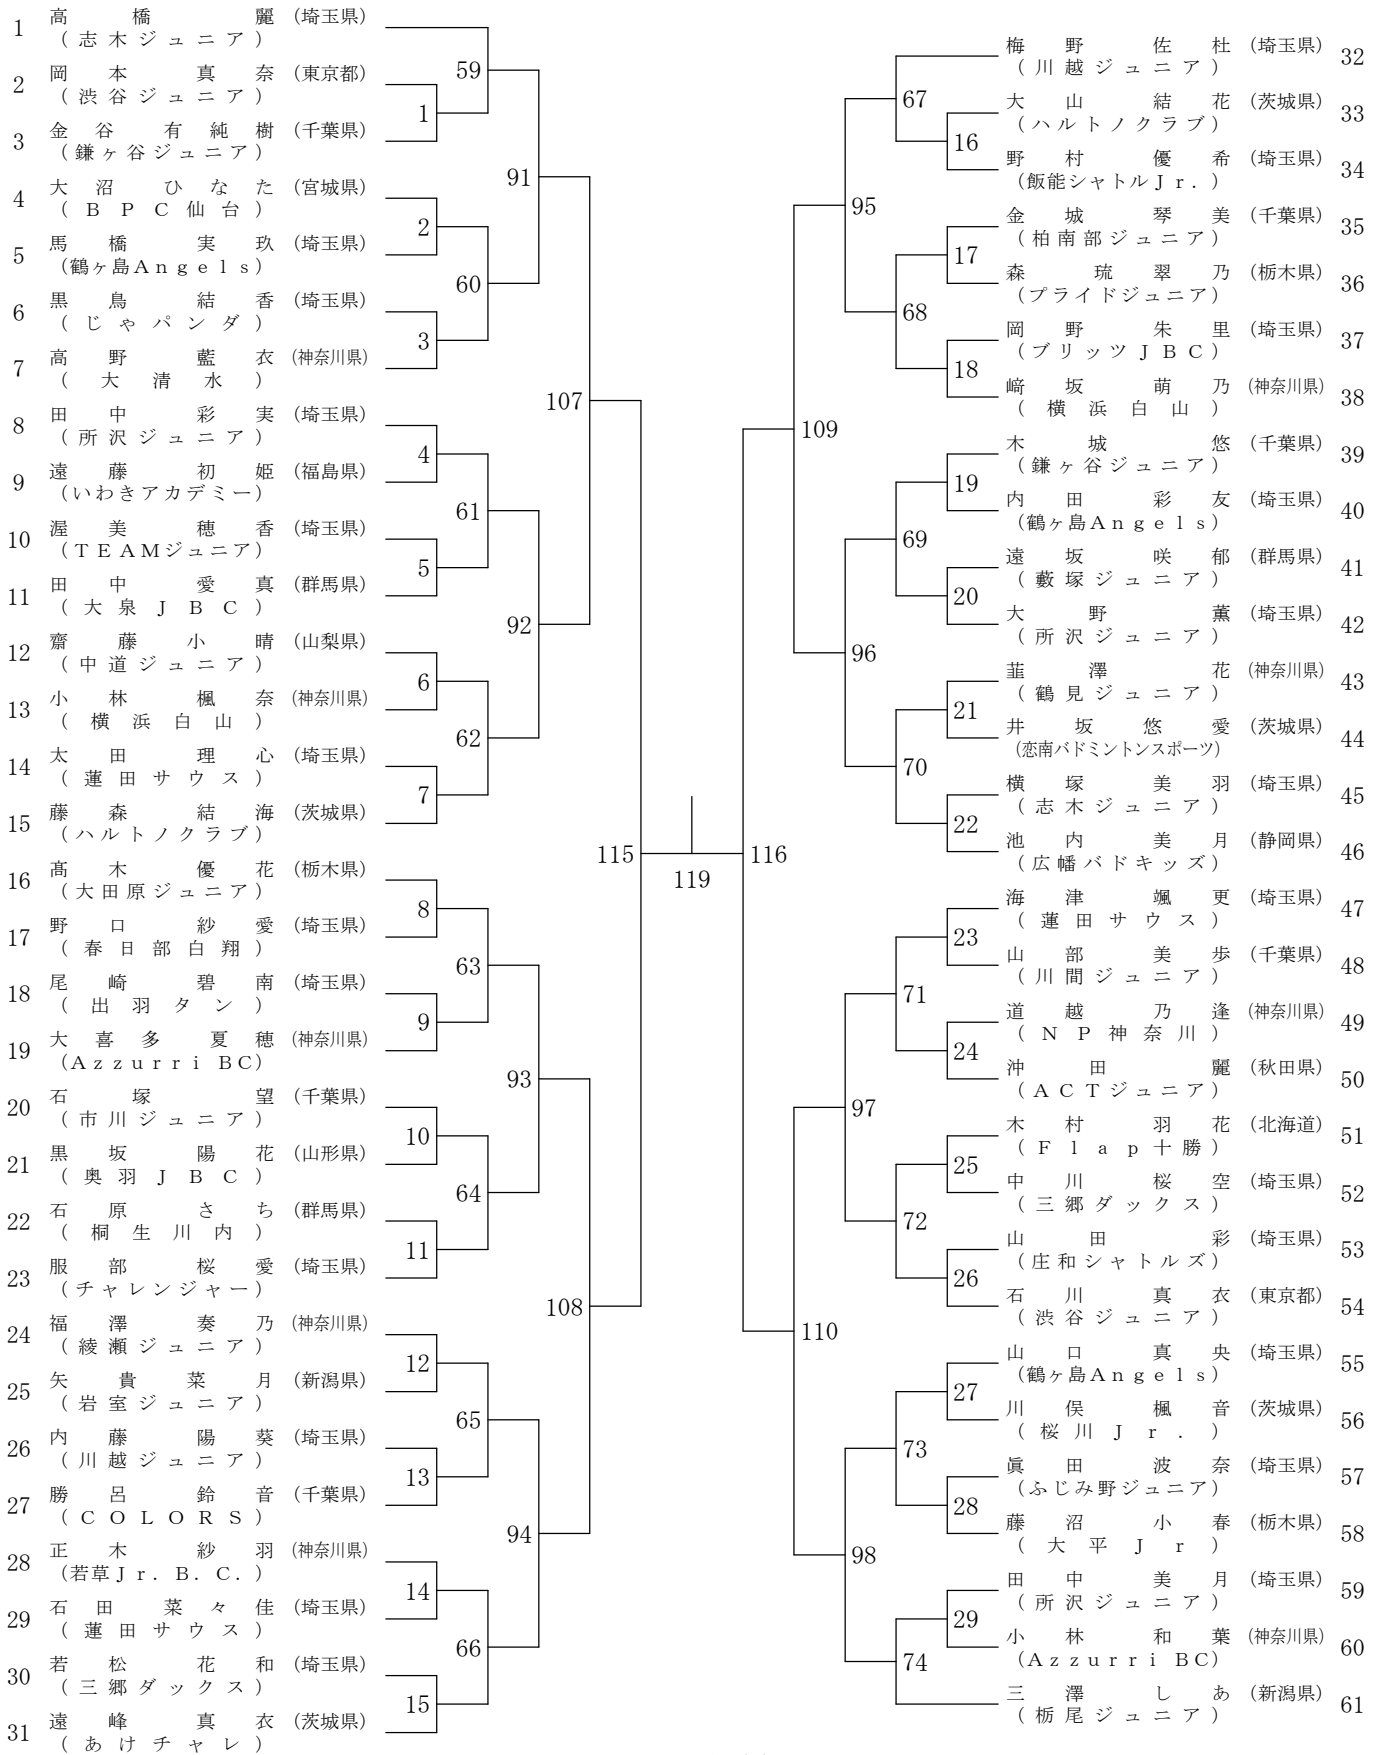 1 高橋麗 (埼玉県)
(志木ジュニア)
2 岡本真奈 (東京都)
(渋谷ジュニア)
3 金谷有純樹 (千葉県)
(鎌ヶ谷ジュニア)
4 大沼ひなた (宮城県)
(BPC仙台)
5 馬橋実玖 (埼玉県)
(鶴ヶ島Angels)
6 黒鳥結香 (埼玉県)
(じゃパンダ)
7 高野藍衣 (神奈川県)
(大清水)
8 田中彩実 (埼玉県)
(所沢ジュニア)
9 遠藤初姫 (福島県)
(いわきアカデミー)
10 渥美穂香 (埼玉県)
(TEAMジュニア)
11 田中愛真 (群馬県)
(大泉JBC)
12 齋藤小晴 (山梨県)
(中道ジュニア)
13 小林楓奈 (神奈川県)
(横浜白山)
14 太田理心 (埼玉県)
(蓮田サウス)
15 藤森結海 (茨城県)
(ハルトノクラブ)
16 髙木優花 (栃木県)
(大田原ジュニア)
17 野口紗愛 (埼玉県)
(春日部白翔)
18 尾崎碧南 (埼玉県)
(出羽タン)
19 大喜多夏穂 (神奈川県)
(Azzurri BC)
20 石塚望 (千葉県)
(市川ジュニア)
21 黒坂陽花 (山形県)
(奥羽JBC)
22 石原さち (群馬県)
(桐生川内)
23 服部桜愛 (埼玉県)
(チャレンジャー)
24 福澤奏乃 (神奈川県)
(綾瀬ジュニア)
25 矢貴菜月 (新潟県)
(岩室ジュニア)
26 内藤陽葵 (埼玉県)
(川越ジュニア)
27 勝呂鈴音 (千葉県)
(COLORS)
28 正木紗羽 (神奈川県)
(若草Jr.B.C.)
29 石田菜々佳 (埼玉県)
(蓮田サウス)
30 若松花和 (埼玉県)
(三郷ダックス)
31 遠峰真衣 (茨城県)
(あけチャレ)
1
2
3
4
5
6
7
8
9
10
11
12
13
14
15
59
60
61
62
63
64
65
66
91
92
93
94
107
108
115
119
116
109
110
95
96
97
98
67
68
69
70
71
72
73
74
16
17
18
19
20
21
22
23
24
25
26
27
28
29
梅野佐杜 (埼玉県) 32
(川越ジュニア)
大山結花 (茨城県) 33
(ハルトノクラブ)
野村優希 (埼玉県) 34
(飯能シャトルJr.)
金城琴美 (千葉県) 35
(柏南部ジュニア)
森琉翠乃 (栃木県) 36
(プライドジュニア)
岡野朱里 (埼玉県) 37
(ブリッツJBC)
﨑坂萌乃 (神奈川県) 38
(横浜白山)
木城悠 (千葉県) 39
(鎌ヶ谷ジュニア)
内田彩友 (埼玉県) 40
(鶴ヶ島Angels)
遠坂咲郁 (群馬県) 41
(藪塚ジュニア)
大野薫 (埼玉県) 42
(所沢ジュニア)
韮澤花 (神奈川県) 43
(鶴見ジュニア)
井坂悠愛 (茨城県) 44
(恋南バドミントンスポーツ)
横塚美羽 (埼玉県) 45
(志木ジュニア)
池内美月 (静岡県) 46
(広幡バドキッズ)
海津颯更 (埼玉県) 47
(蓮田サウス)
山部美歩 (千葉県) 48
(川間ジュニア)
道越乃逢 (神奈川県) 49
(NP神奈川)
沖田麗 (秋田県) 50
(ACTジュニア)
木村羽花 (北海道) 51
(Flap十勝)
中川桜空 (埼玉県) 52
(三郷ダックス)
山田彩 (埼玉県) 53
(庄和シャトルズ)
石川真衣 (東京都) 54
(渋谷ジュニア)
山口真央 (埼玉県) 55
(鶴ヶ島Angels)
川俣楓音 (茨城県) 56
(桜川Jr.)
眞田波奈 (埼玉県) 57
(ふじみ野ジュニア)
藤沼小春 (栃木県) 58
(大平Jr)
田中美月 (埼玉県) 59
(所沢ジュニア)
小林和葉 (神奈川県) 60
(Azzurri BC)
三澤しあ (新潟県) 61
(栃尾ジュニア)